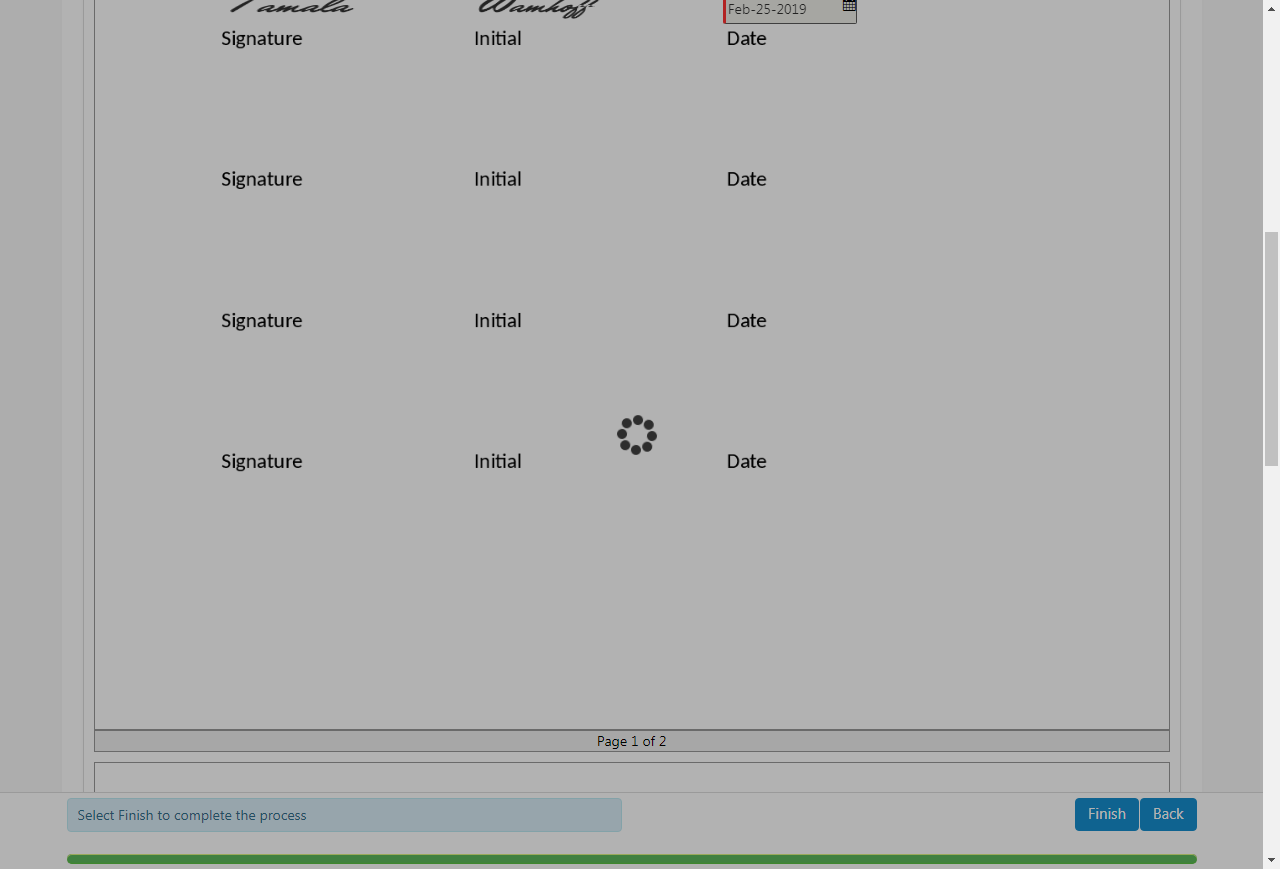 Tamala Wamhoff Feb-25-2019
Signature Initial Date
Signature Initial Date
Signature Initial Date
Signature Initial Date
Page 1 of 2
Select Finish to complete the process
Finish Back